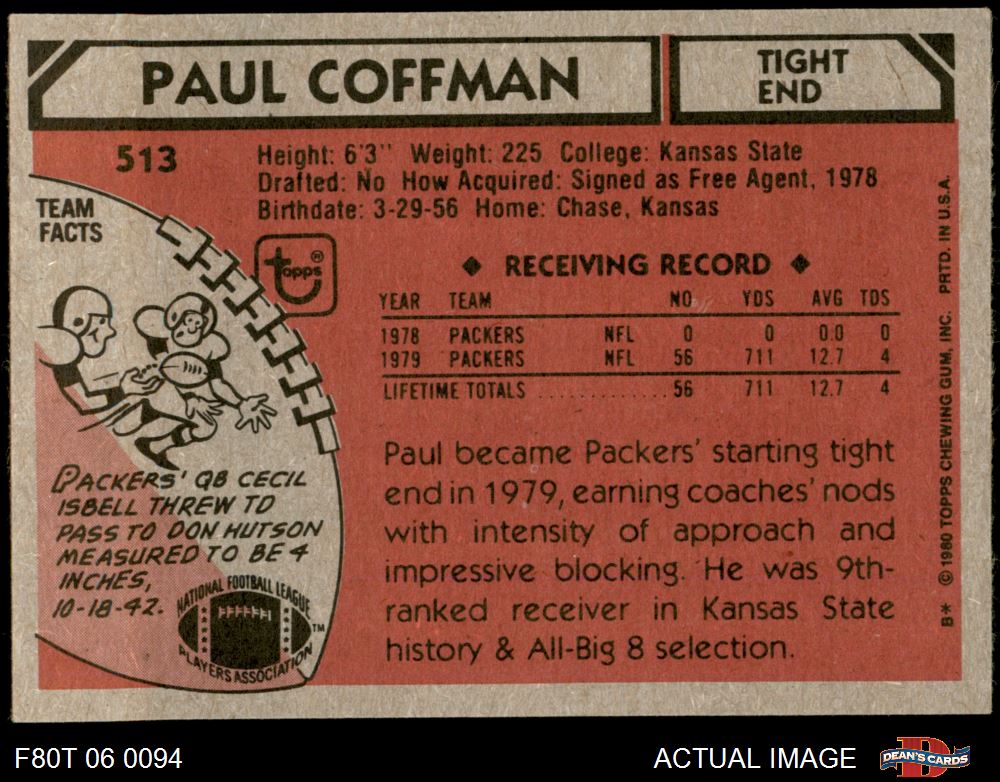 PAUL COFFMAN
TIGHT
END
513
Height: 6'3" Weight: 225 College: Kansas State
Drafted: No How Acquired: Signed as Free Agent, 1978
Birthdate: 3-29-56 Home: Chase, Kansas
TEAM
FACTS
Topps®
◆ RECEIVING RECORD ◆
YEAR TEAM NO YDS AVG TDS
1978 PACKERS NFL 0 0 0.0 0
1979 PACKERS NFL 56 711 12.7 4
LIFETIME TOTALS .............. 56 711 12.7 4
Paul became Packers' starting tight
end in 1979, earning coaches' nods
with intensity of approach and
impressive blocking. He was 9th-
ranked receiver in Kansas State
history & All-Big 8 selection.
PACKERS' QB CECIL
ISBELL THREW TD
PASS TO DON HUTSON
MEASURED TO BE 4
INCHES,
10-18-42.
NATIONAL FOOTBALL LEAGUE
PLAYERS ASSOCIATION ™
B* © 1980 TOPPS CHEWING GUM, INC. PRTD. IN U.S.A.
F80T 06 0094
ACTUAL IMAGE
D
DEAN'S CARDS